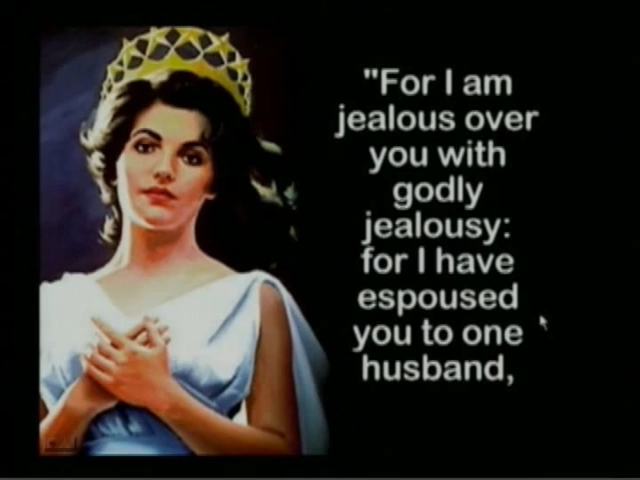 "For I am
jealous over
you with
godly
jealousy:
for I have
espoused
you to one
husband,